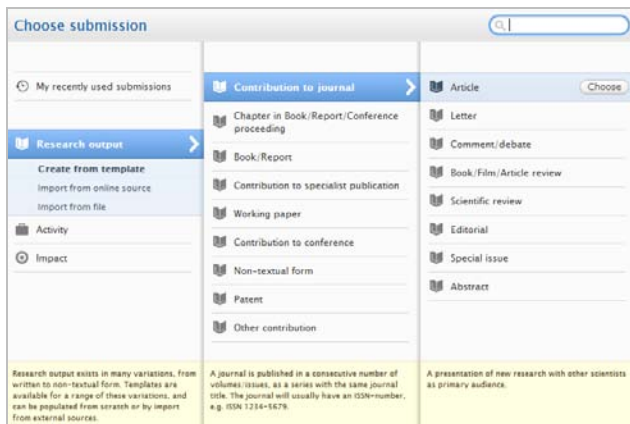 Choose submission
My recently used submissions
Research output
Create from template
Import from online source
Import from file
Activity
Impact
Research output exists in many variations, from
written to non-textual form. Templates are
available for a range of these variations, and
can be populated from scratch or by import
from external sources.
Contribution to journal
Chapter in Book/Report/Conference
proceeding
Book/Report
Contribution to specialist publication
Working paper
Contribution to conference
Non-textual form
Patent
Other contribution
A journal is published in a consecutive number of
volumes/issues, as a series with the same journal
title. The journal will usually have an ISSN-number,
e.g. ISSN 1234-5679.
Article
Choose
Letter
Comment/debate
Book/Film/Article review
Scientific review
Editorial
Special issue
Abstract
A presentation of new research with other scientists
as primary audience.